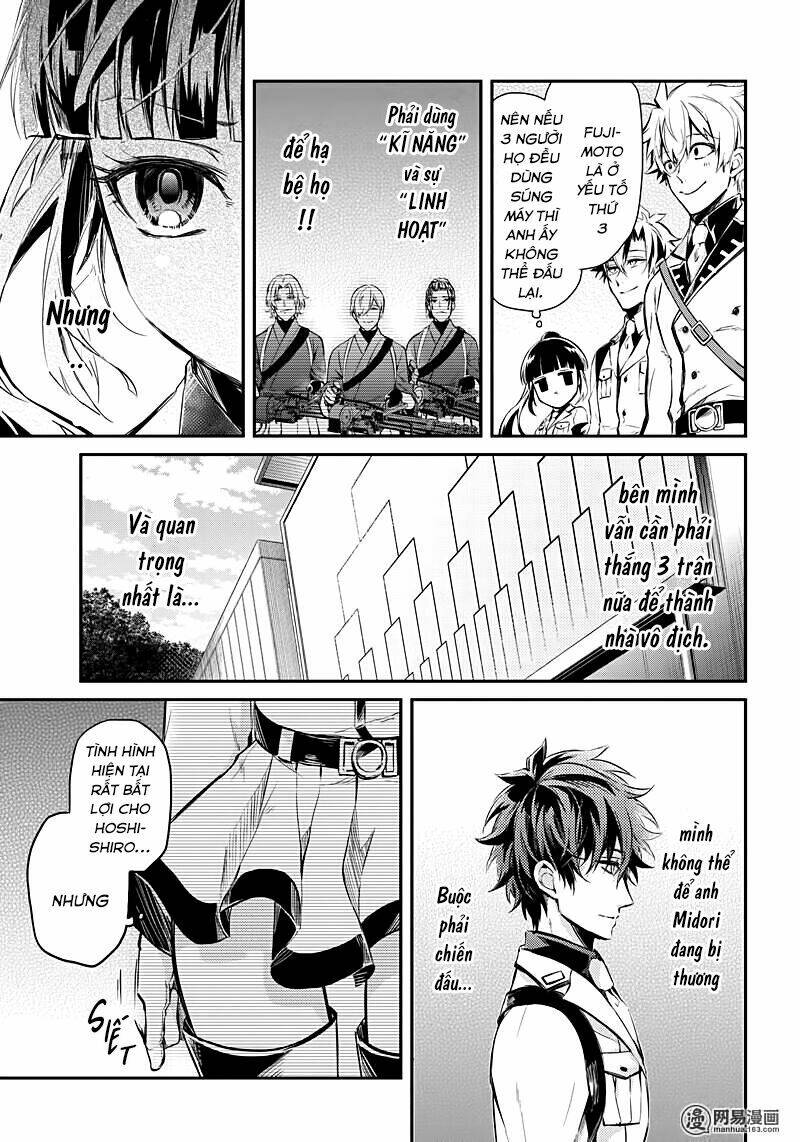 FUJI-
MOTO
LÀ Ở
YẾU TỐ
THỨ
3
NÊN NẾU
3 NGƯỜI
HỌ ĐỀU
DÙNG
SÚNG
MÁY THÌ
ANH ẤY
KHÔNG
THỂ ĐẤU
LẠI.
Phải dùng
"KĨ NĂNG"
và sự
"LINH
HOẠT"
để hạ
bệ họ
!!
Nhưng
bên mình
vẫn cần phải
thắng 3 trận
nữa để thành
nhà vô địch.
Và quan
trọng
nhất là...
mình
không thể
để anh
Midori
đang bị
thương
Buộc phải
chiến
đấu...
TÌNH HÌNH
HIỆN TẠI
RẤT BẤT
LỢI CHO
HOSHI-
SHIRO...
NHƯNG
SIẾT
漫 网易漫画
manhua.163.com